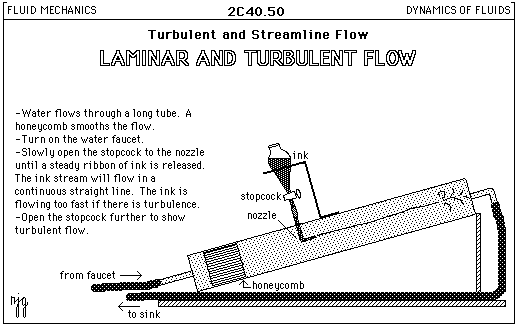 FLUID MECHANICS
2C40.50
DYNAMICS OF FLUIDS
Turbulent and Streamline Flow
LAMINAR AND TURBULENT FLOW
-Water flows through a long tube. A
honeycomb smooths the flow.
-Turn on the water faucet.
-Slowly open the stopcock to the nozzle
until a steady ribbon of ink is released.
The ink stream will flow in a
continuous straight line. The ink is
flowing too fast if there is turbulence.
-Open the stopcock further to show
turbulent flow.
ink
stopcock
nozzle
from faucet
honeycomb
to sink
njg